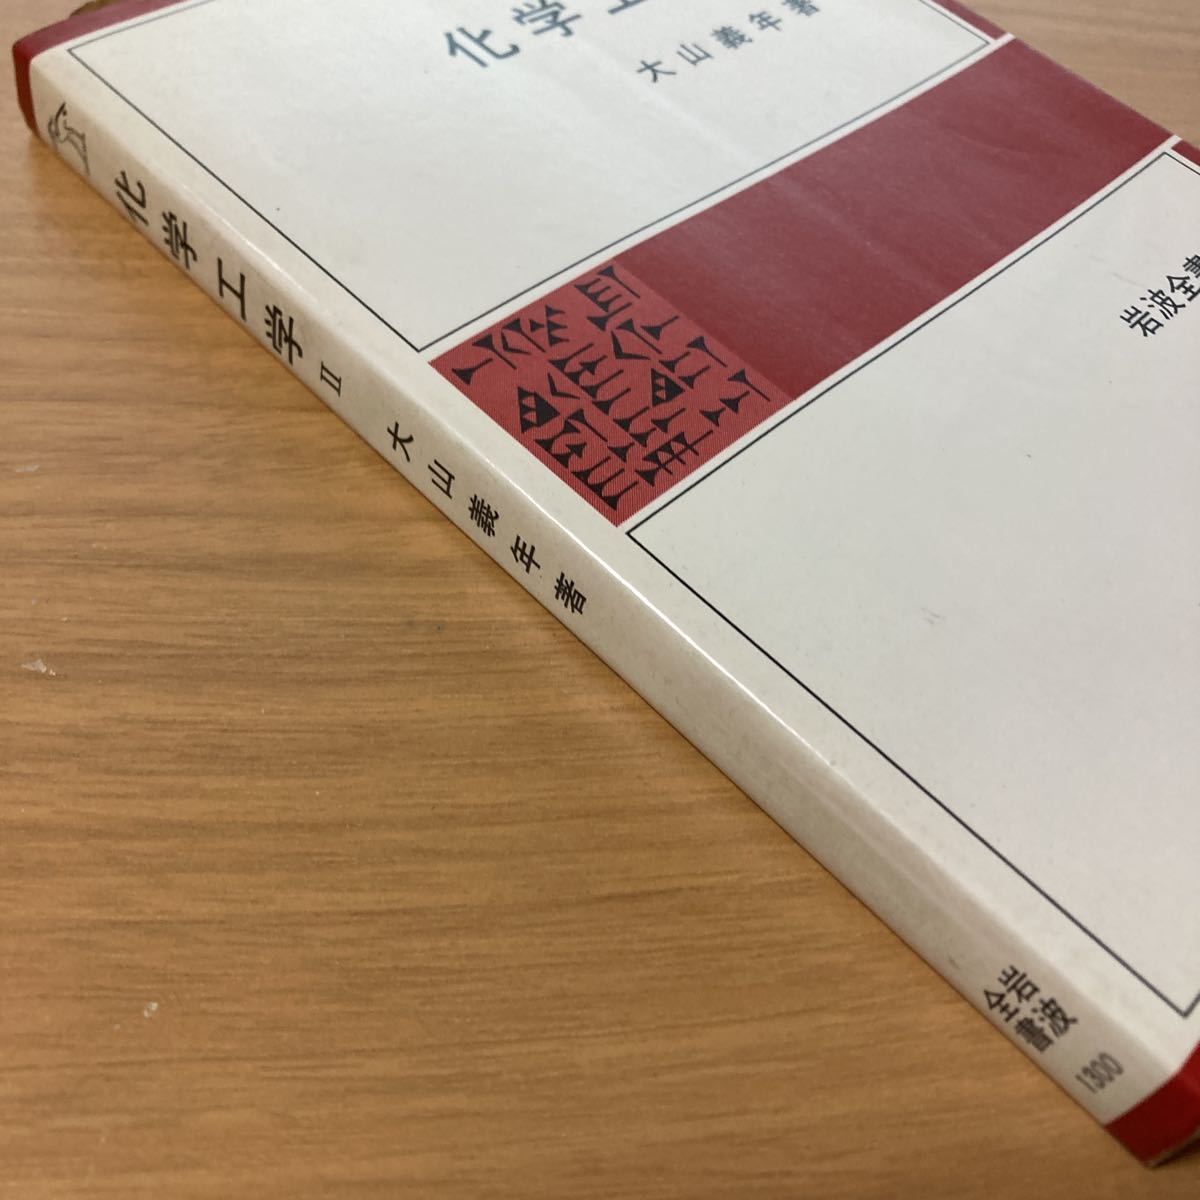 化学工
大山義年著
岩波全書
化学工学 II 大山義年著
岩波
全書
1300